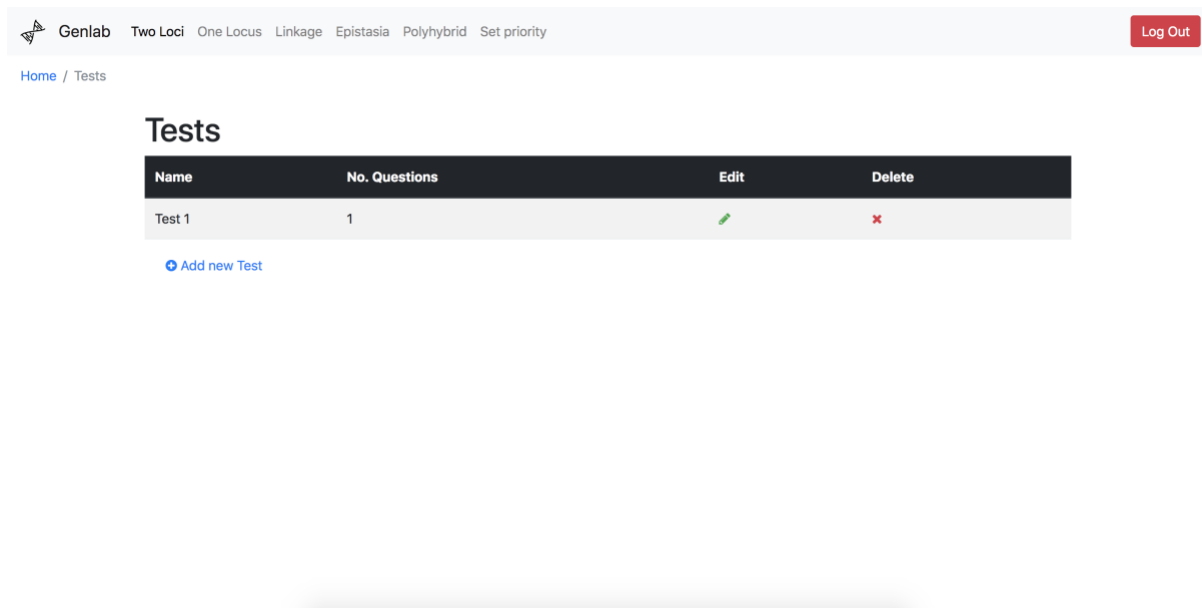 Genlab Two Loci One Locus Linkage Epistasia Polyhybrid Set priority Log Out
Home / Tests
Tests
Name No. Questions Edit Delete
Test 1 1
Add new Test